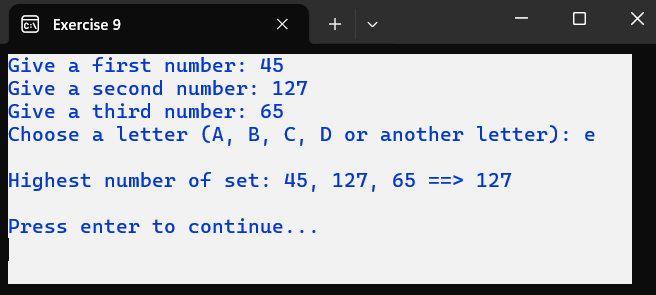 Exercise 9
Give a first number: 45
Give a second number: 127
Give a third number: 65
Choose a letter (A, B, C, D or another letter): e
Highest number of set: 45, 127, 65 ==> 127
Press enter to continue...